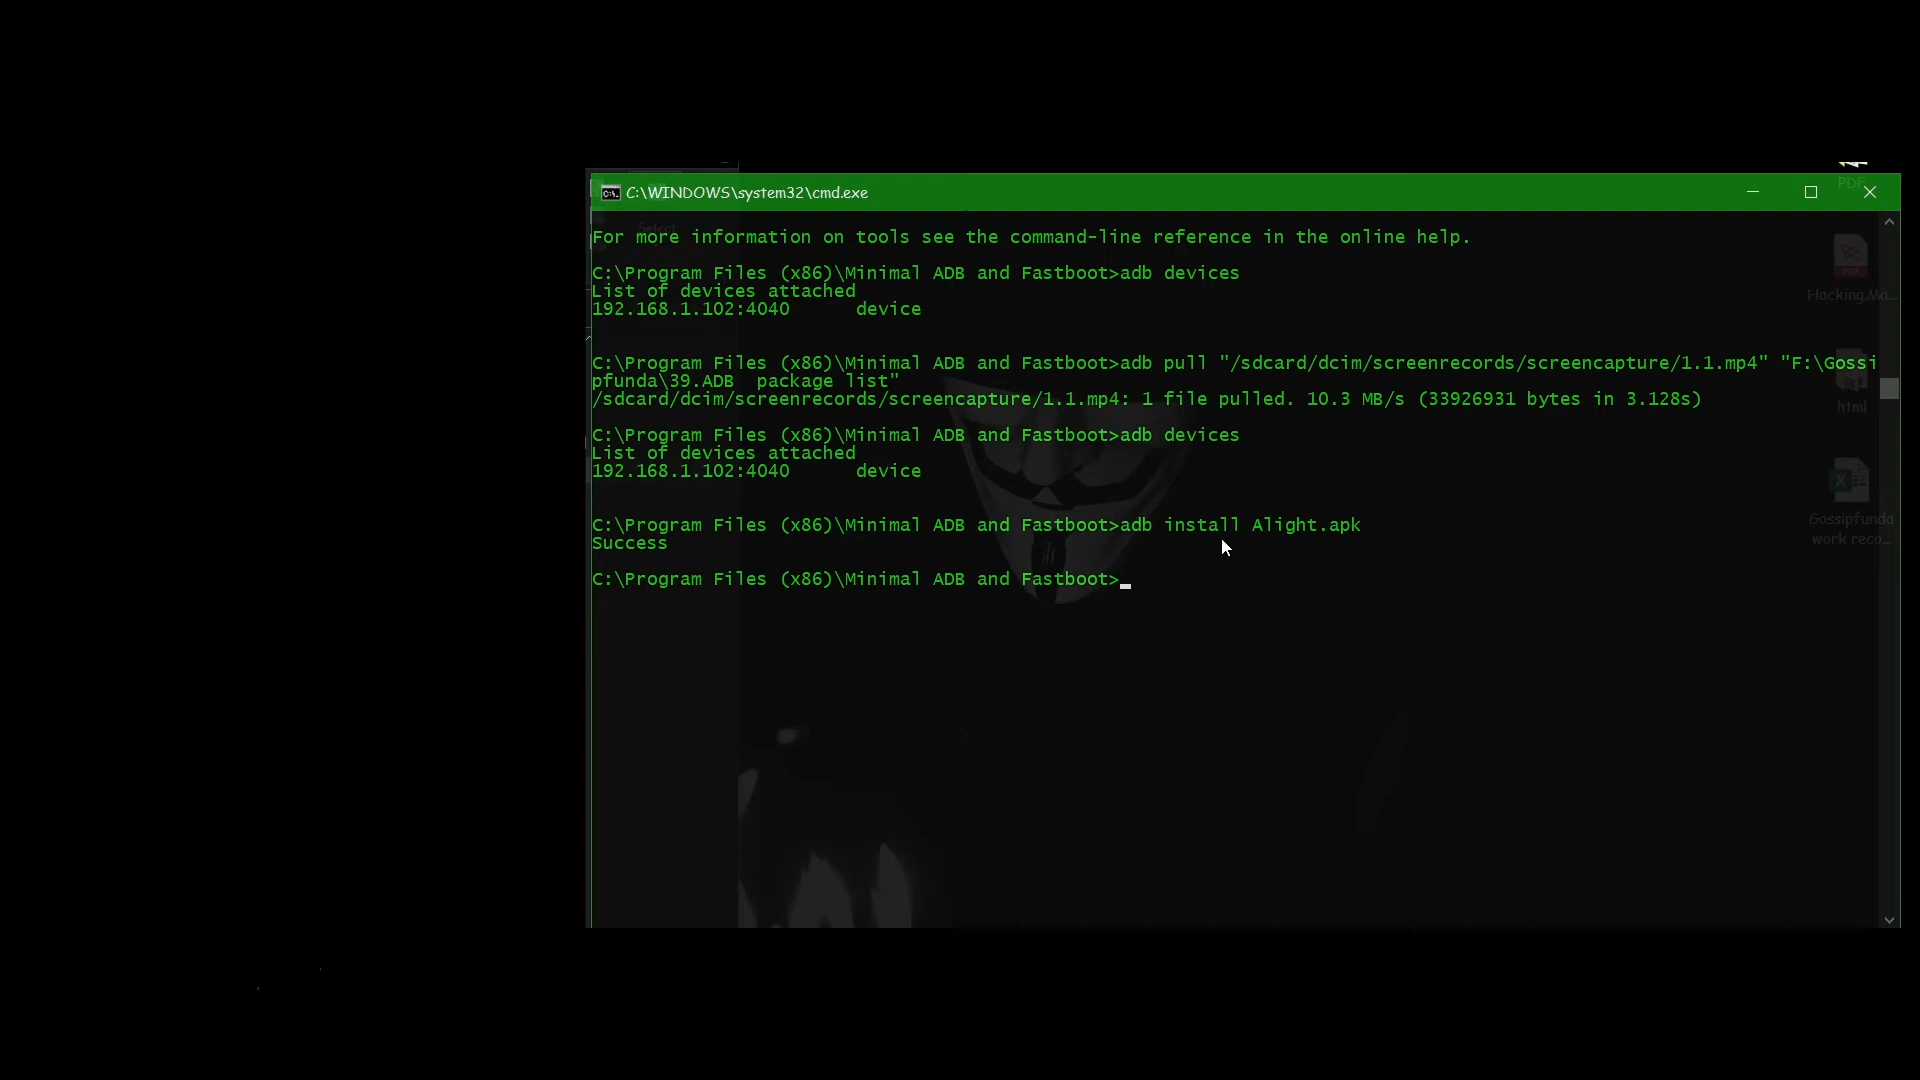 C:\WINDOWS\system32\cmd.exe
PDF
Select
For more information on tools see the command-line reference in the online help.
C:\Program Files (x86)\Minimal ADB and Fastboot>adb devices
List of devices attached
192.168.1.102:4040      device
C:\Program Files (x86)\Minimal ADB and Fastboot>adb pull "/sdcard/dcim/screenrecords/screencapture/1.1.mp4" "F:\Gossi
pfunda\39.ADB  package list"
/sdcard/dcim/screenrecords/screencapture/1.1.mp4: 1 file pulled. 10.3 MB/s (33926931 bytes in 3.128s)
C:\Program Files (x86)\Minimal ADB and Fastboot>adb devices
List of devices attached
192.168.1.102:4040      device
C:\Program Files (x86)\Minimal ADB and Fastboot>adb install Alight.apk
Success
C:\Program Files (x86)\Minimal ADB and Fastboot>
Hacking.Ma...
html
Gossipfunda
work reco...